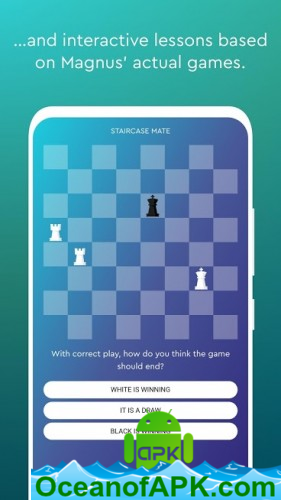 ...and interactive lessons based
on Magnus' actual games.
STAIRCASE MATE
With correct play, how do you think the game
should end?
WHITE IS WINNING
IT IS A DRAW
BLACK IS WINNING
APK
OceanofAPK.com